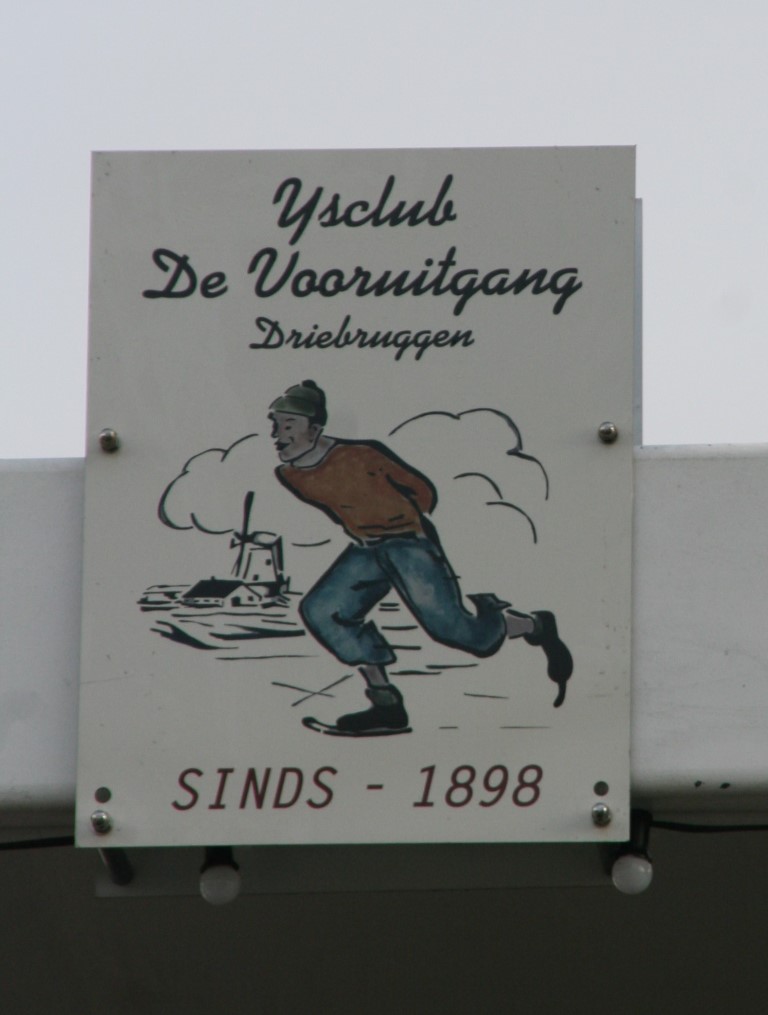 Ysclub
De Vooruitgang
Driebruggen
SINDS - 1898